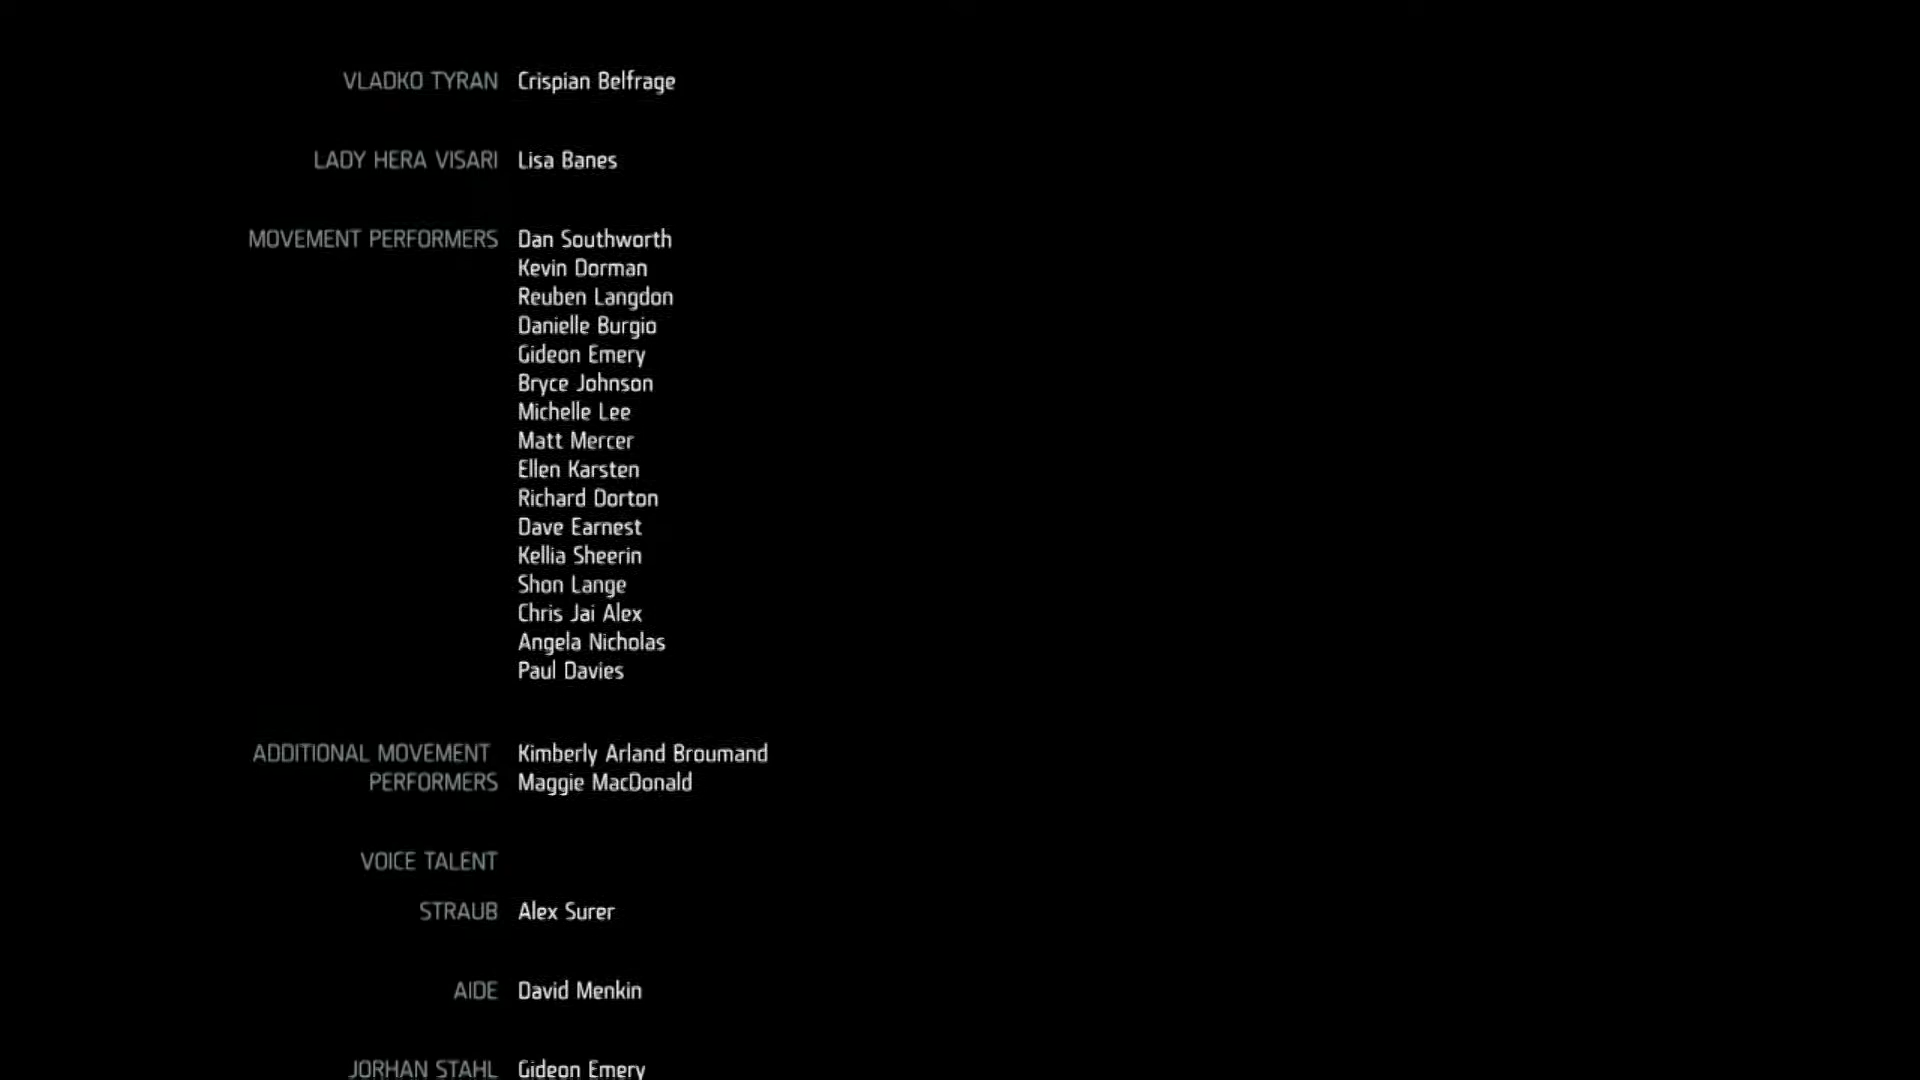 VLADKO TYRAN Crispian Belfrage
LADY HERA VISARI Lisa Banes
MOVEMENT PERFORMERS Dan Southworth
Kevin Dorman
Reuben Langdon
Danielle Burgio
Gideon Emery
Bryce Johnson
Michelle Lee
Matt Mercer
Ellen Karsten
Richard Dorton
Dave Earnest
Kellia Sheerin
Shon Lange
Chris Jai Alex
Angela Nicholas
Paul Davies
ADDITIONAL MOVEMENT Kimberly Arland Broumand
PERFORMERS Maggie MacDonald
VOICE TALENT
STRAUB Alex Surer
AIDE David Menkin
JORHAN STAHL Gideon Emery